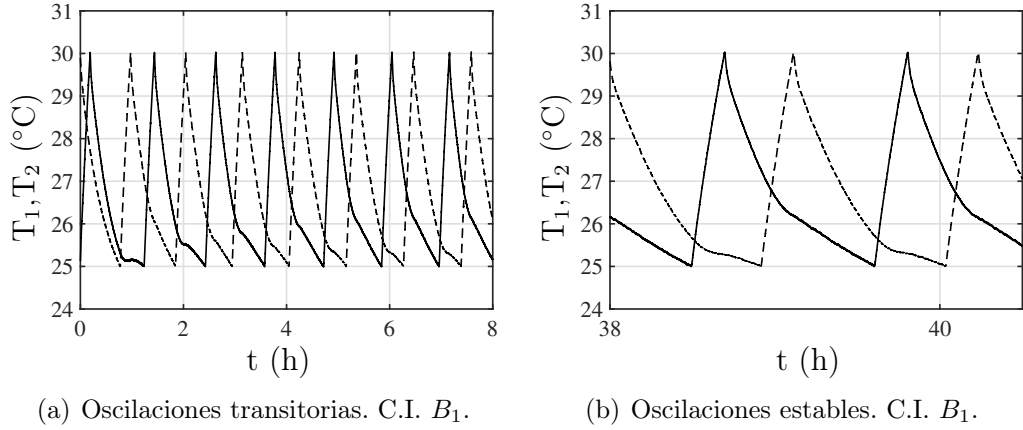 31
30
29
28
27
26
25
24
T₁,T₂ (°C)
0 2 4 6 8
t (h)
(a) Oscilaciones transitorias. C.I. B₁.
31
30
29
28
27
26
25
24
T₁,T₂ (°C)
38 40
t (h)
(b) Oscilaciones estables. C.I. B₁.